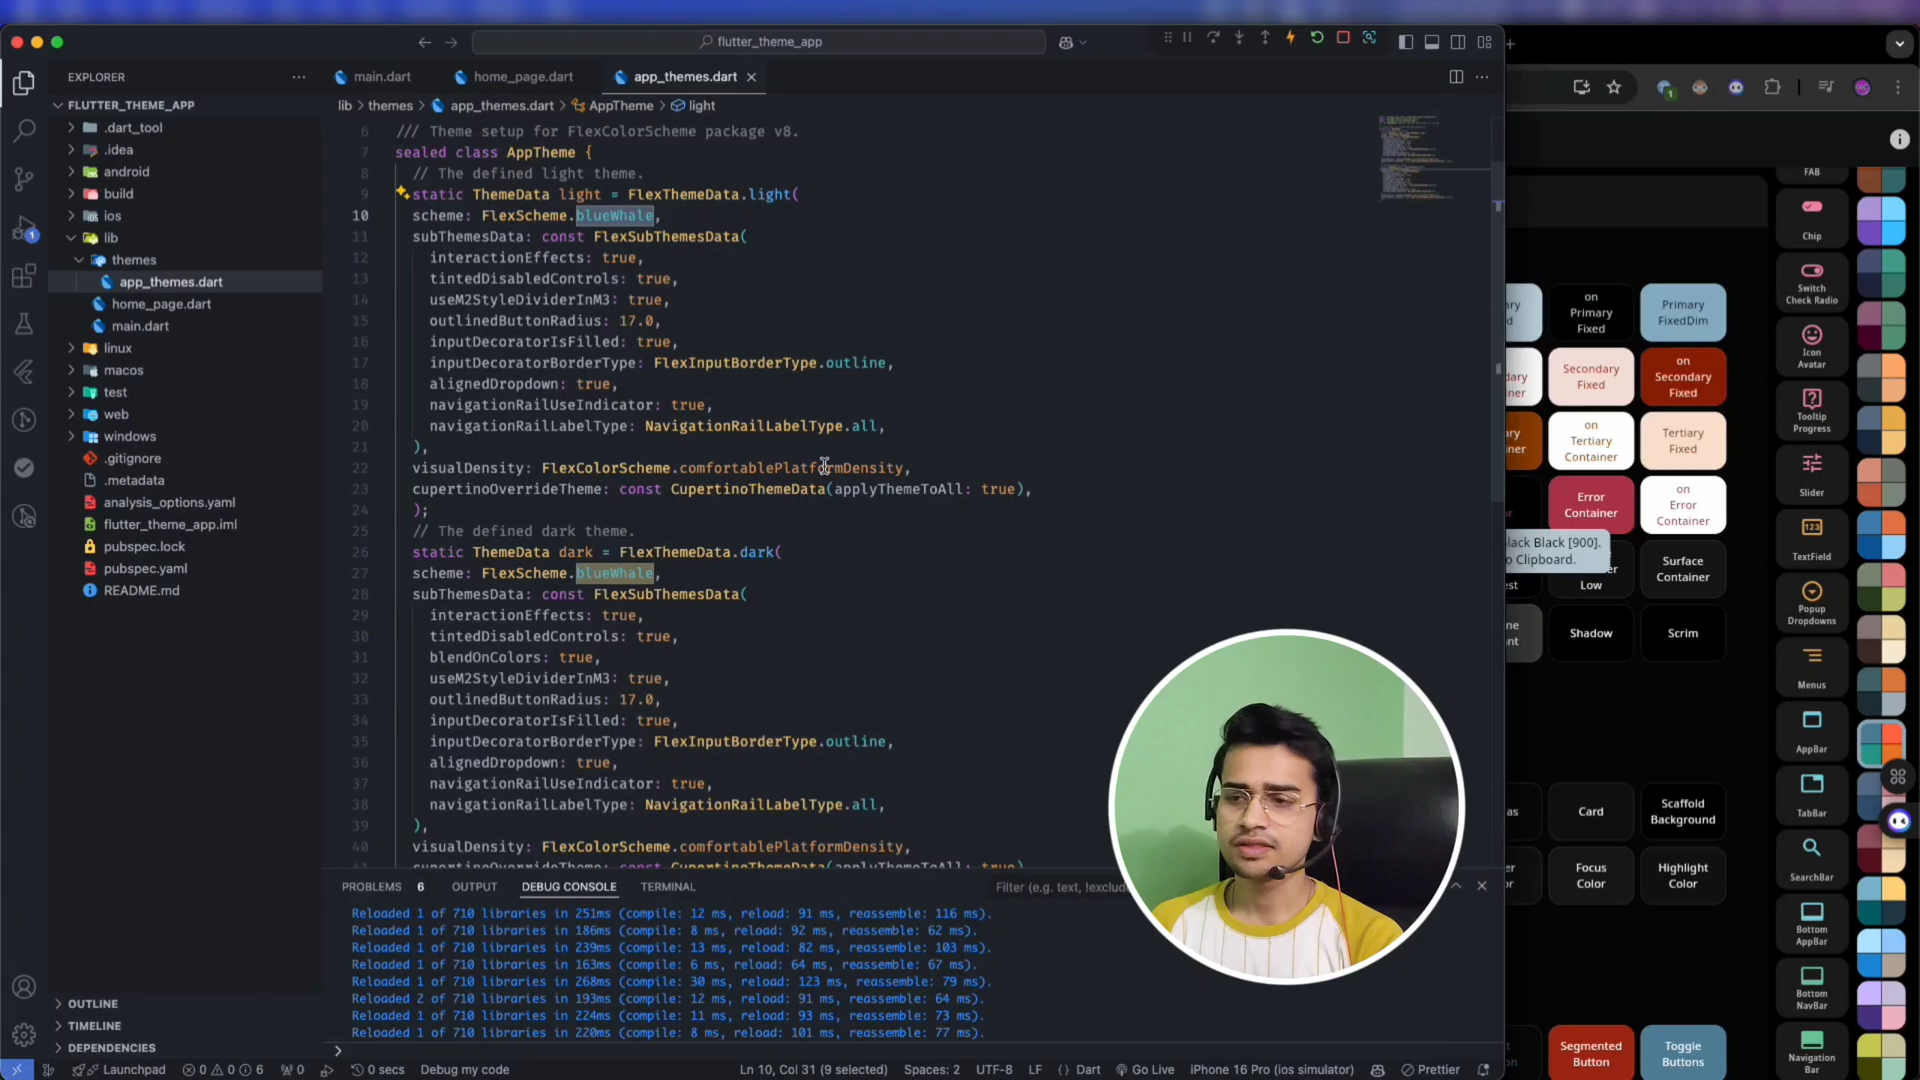 flutter_theme_app
EXPLORER
main.dart
home_page.dart
app_themes.dart
FLUTTER_THEME_APP
lib > themes > app_themes.dart > AppTheme > light
.dart_tool
.idea
android
build
ios
lib
themes
app_themes.dart
home_page.dart
main.dart
linux
macos
test
web
windows
.gitignore
.metadata
analysis_options.yaml
flutter_theme_app.iml
pubspec.lock
pubspec.yaml
README.md
OUTLINE
TIMELINE
DEPENDENCIES
6 /// Theme setup for FlexColorScheme package v8.
7 sealed class AppTheme {
8 // The defined light theme.
9 static ThemeData light = FlexThemeData.light(
10 scheme: FlexScheme.blueWhale,
11 subThemesData: const FlexSubThemesData(
12 interactionEffects: true,
13 tintedDisabledControls: true,
14 useM2StyleDividerInM3: true,
15 outlinedButtonRadius: 17.0,
16 inputDecoratorIsFilled: true,
17 inputDecoratorBorderType: FlexInputBorderType.outline,
18 alignedDropdown: true,
19 navigationRailUseIndicator: true,
20 navigationRailLabelType: NavigationRailLabelType.all,
21 ),
22 visualDensity: FlexColorScheme.comfortablePlatformDensity,
23 cupertinoOverrideTheme: const CupertinoThemeData(applyThemeToAll: true),
24 );
25 // The defined dark theme.
26 static ThemeData dark = FlexThemeData.dark(
27 scheme: FlexScheme.blueWhale,
28 subThemesData: const FlexSubThemesData(
29 interactionEffects: true,
30 tintedDisabledControls: true,
31 blendOnColors: true,
32 useM2StyleDividerInM3: true,
33 outlinedButtonRadius: 17.0,
34 inputDecoratorIsFilled: true,
35 inputDecoratorBorderType: FlexInputBorderType.outline,
36 alignedDropdown: true,
37 navigationRailUseIndicator: true,
38 navigationRailLabelType: NavigationRailLabelType.all,
39 ),
40 visualDensity: FlexColorScheme.comfortablePlatformDensity,
cupertinoOverrideTheme: const CupertinoThemeData(applyThemeToAll: true)
PROBLEMS 6 OUTPUT DEBUG CONSOLE TERMINAL
Filter (e.g. text, !exclude
Reloaded 1 of 710 libraries in 251ms (compile: 12 ms, reload: 91 ms, reassemble: 116 ms).
Reloaded 1 of 710 libraries in 186ms (compile: 8 ms, reload: 92 ms, reassemble: 62 ms).
Reloaded 1 of 710 libraries in 239ms (compile: 13 ms, reload: 82 ms, reassemble: 103 ms).
Reloaded 1 of 710 libraries in 163ms (compile: 6 ms, reload: 64 ms, reassemble: 67 ms).
Reloaded 1 of 710 libraries in 268ms (compile: 30 ms, reload: 123 ms, reassemble: 79 ms).
Reloaded 2 of 710 libraries in 193ms (compile: 12 ms, reload: 91 ms, reassemble: 64 ms).
Reloaded 1 of 710 libraries in 224ms (compile: 11 ms, reload: 93 ms, reassemble: 73 ms).
Reloaded 1 of 710 libraries in 220ms (compile: 8 ms, reload: 101 ms, reassemble: 77 ms).
Launchpad 0 0 6 0 0 secs Debug my code
Ln 10, Col 31 (9 selected) Spaces: 2 UTF-8 LF {} Dart Go Live iPhone 16 Pro (ios simulator) Prettier
on
Primary
Fixed
Primary
FixedDim
Secondary
Fixed
on
Secondary
Fixed
on
Tertiary
Fixed
Tertiary
Fixed
Error
Container
on
Error
Container
lack Black [900].
o Clipboard.
Low
Surface
Container
Shadow
Scrim
Card
Scaffold
Background
Focus
Color
Highlight
Color
Segmented
Button
Toggle
Buttons
FAB
Chip
Switch
Check Radio
Icon
Avatar
Tooltip
Progress
Slider
123
TextField
Popup
Dropdowns
Menus
AppBar
TabBar
SearchBar
Bottom
AppBar
Bottom
NavBar
Navigation
Bar